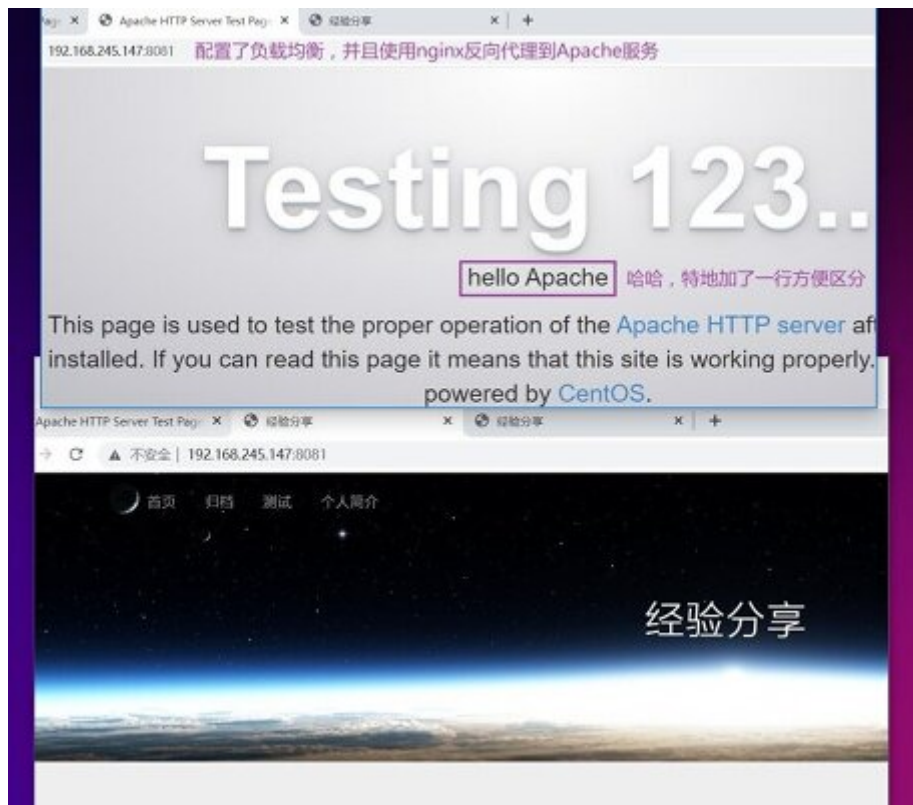 Apache HTTP Server Test Pag 经验分享
192.168.245.147:8081 配置了负载均衡，并且使用nginx反向代理到Apache服务
Testing 123..
hello Apache 哈哈，特地加了一行方便区分
This page is used to test the proper operation of the Apache HTTP server aft
installed. If you can read this page it means that this site is working properly.
powered by CentOS.
Apache HTTP Server Test Pag 经验分享 经验分享
不安全 | 192.168.245.147:8081
首页 归档 测试 个人简介
经验分享